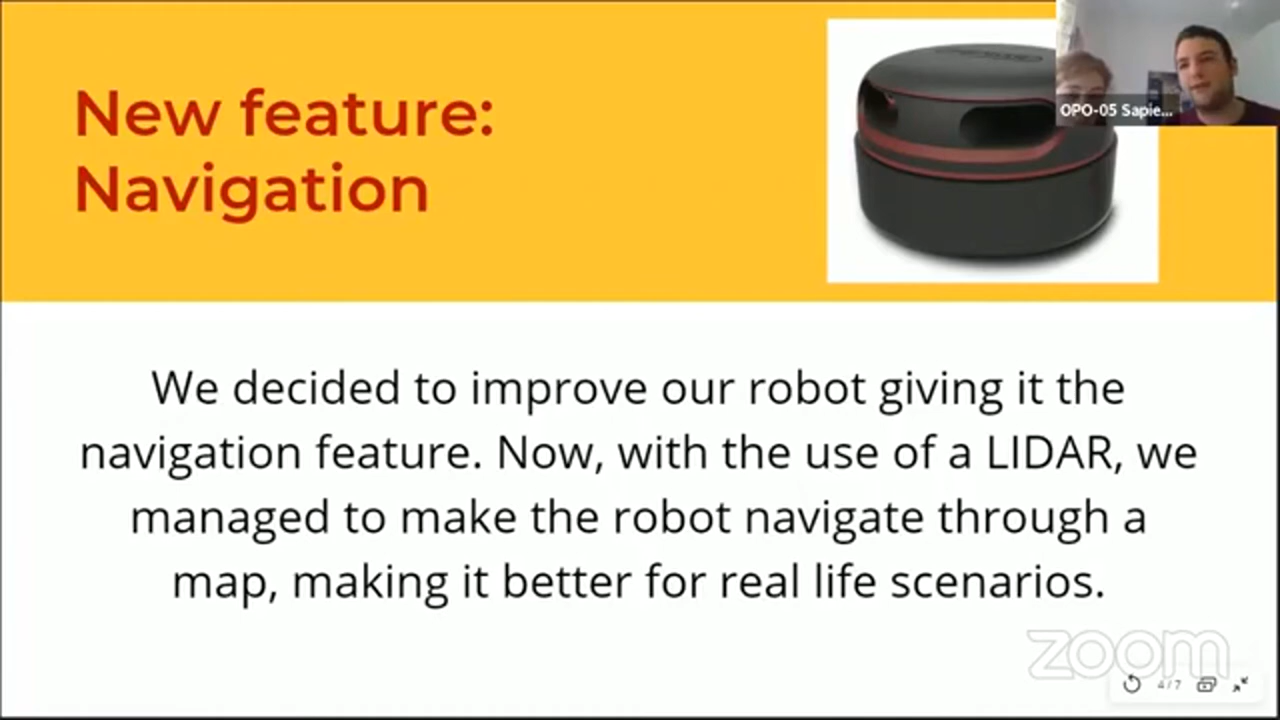 New feature:
Navigation
OPO-05 Sapie...
We decided to improve our robot giving it the
navigation feature. Now, with the use of a LIDAR, we
managed to make the robot navigate through a
map, making it better for real life scenarios.
zoom
4/7